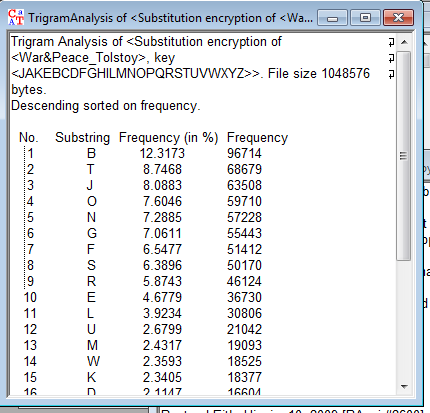 TrigramAnalysis of <Substitution encryption of <Wa...
Trigram Analysis of <Substitution encryption of
<War&Peace_Tolstoy>, key
<JAKEBCDFGHILMNOPQRSTUVWXYZ>>. File size 1048576
bytes.
Descending sorted on frequency.
No. Substring Frequency (in %) Frequency
1 B 12.3173 96714
2 T 8.7468 68679
3 J 8.0883 63508
4 O 7.6046 59710
5 N 7.2885 57228
6 G 7.0611 55443
7 F 6.5477 51412
8 S 6.3896 50170
9 R 5.8743 46124
10 E 4.6779 36730
11 L 3.9234 30806
12 U 2.6799 21042
13 M 2.4317 19093
14 W 2.3593 18525
15 K 2.3405 18377
16 D 2.1147 16604